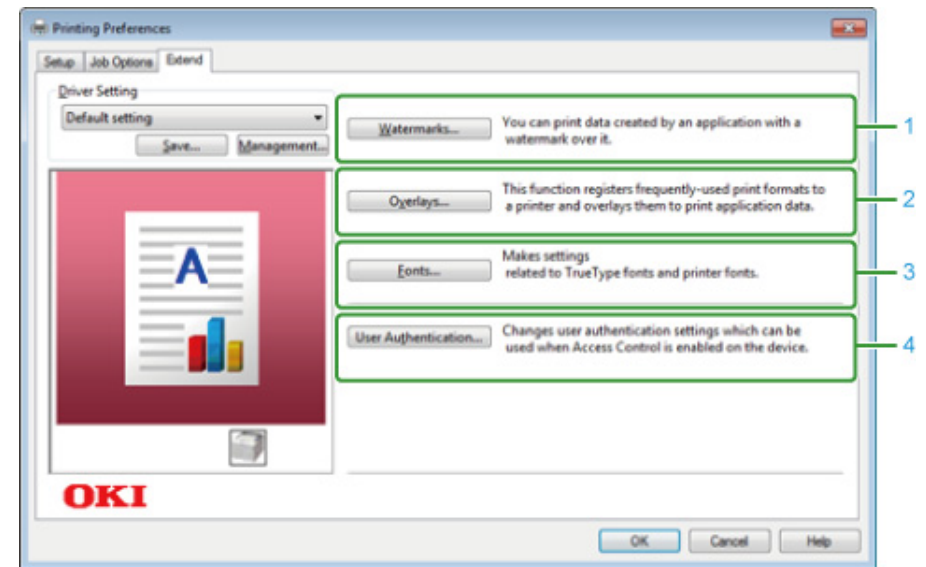 Printing Preferences
Setup Job Options Extend
Driver Setting
Default setting
Save... Management...
Watermarks... You can print data created by an application with a
watermark over it.
1
Overlays... This function registers frequently-used print formats to
a printer and overlays them to print application data.
2
Fonts... Makes settings
related to TrueType fonts and printer fonts.
3
User Authentication... Changes user authentication settings which can be
used when Access Control is enabled on the device.
4
A
OKI
OK Cancel Help